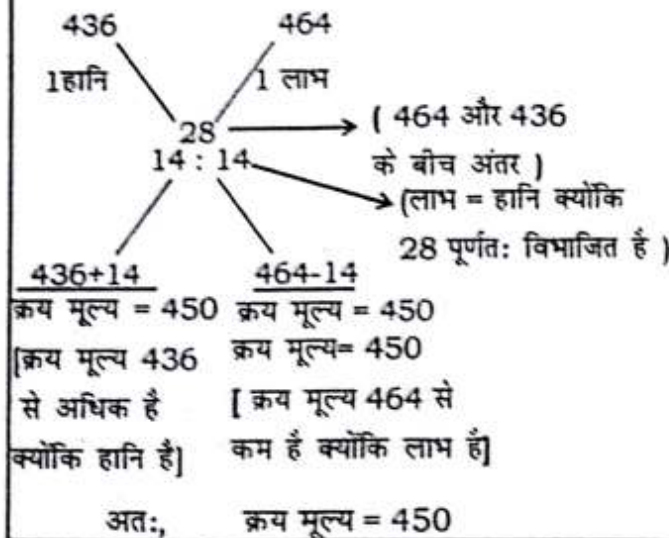 436 464
1हानि 1 लाभ
28 ( 464 और 436
के बीच अंतर )
14 : 14 (लाभ = हानि क्योंकि
28 पूर्णत: विभाजित है )
436+14 464-14
क्रय मूल्य = 450 क्रय मूल्य = 450
[क्रय मूल्य 436 क्रय मूल्य= 450
से अधिक है [ क्रय मूल्य 464 से
क्योंकि हानि है] कम है क्योंकि लाभ है]
अत:, क्रय मूल्य = 450